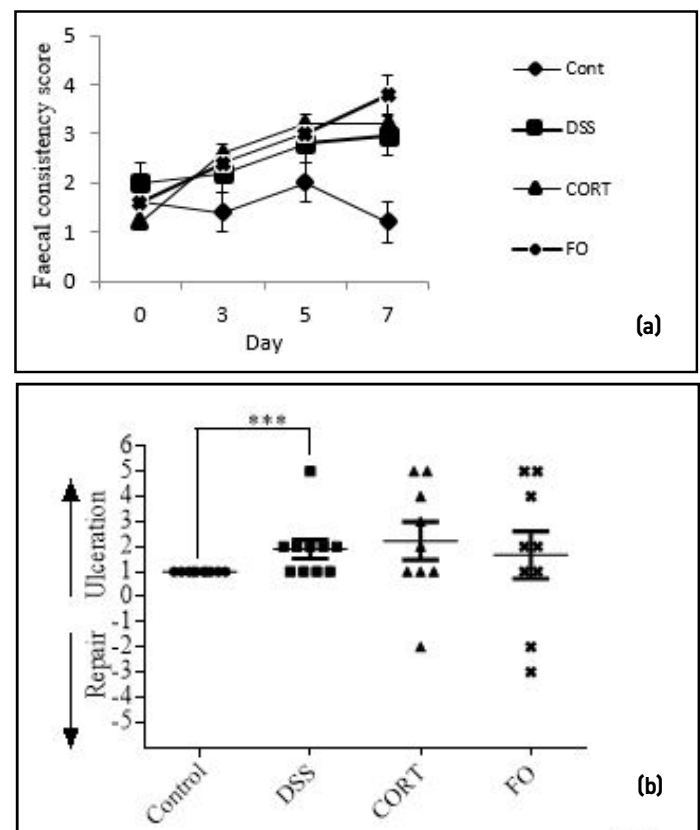 5
4
3
2
1
0
Faecal consistency score
0 3 5 7
Day
Cont
DSS
CORT
FO
(a)
***
6
5
4
3
2
1
0
-1
-2
-3
-4
-5
Ulceration
Repair
Control DSS CORT FO
(b)